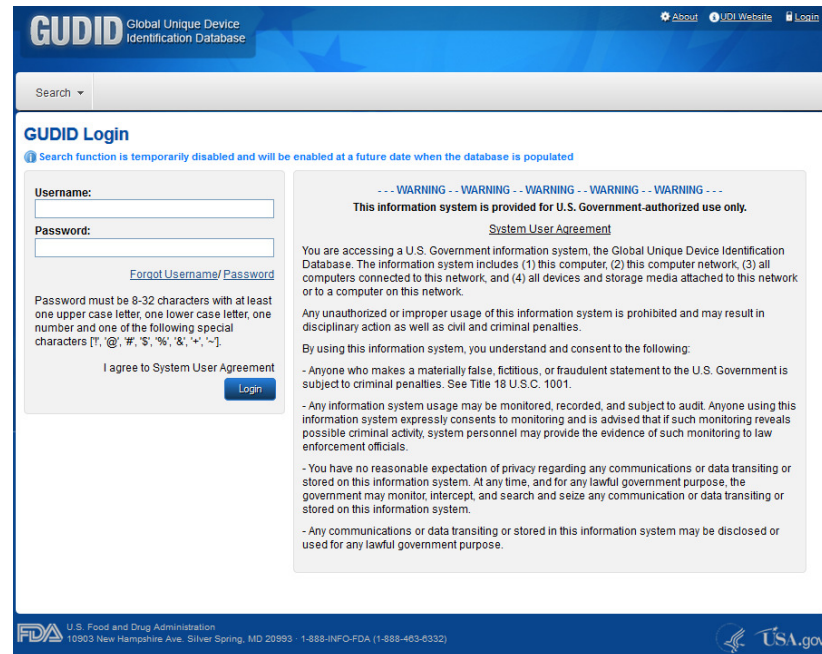 GUDID Global Unique Device
Identification Database
About UDI Website Login
Search
GUDID Login
Search function is temporarily disabled and will be enabled at a future date when the database is populated
Username:
Password:
Forgot Username/ Password
Password must be 8-32 characters with at least
one upper case letter, one lower case letter, one
number and one of the following special
characters ['!', '@', '#', '$', '%', '&', '+', '~'].
I agree to System User Agreement
Login
- - - WARNING - - WARNING - - WARNING - - WARNING - - WARNING - - -
This information system is provided for U.S. Government-authorized use only.
System User Agreement
You are accessing a U.S. Government information system, the Global Unique Device Identification
Database. The information system includes (1) this computer, (2) this computer network, (3) all
computers connected to this network, and (4) all devices and storage media attached to this network
or to a computer on this network.
Any unauthorized or improper usage of this information system is prohibited and may result in
disciplinary action as well as civil and criminal penalties.
By using this information system, you understand and consent to the following:
- Anyone who makes a materially false, fictitious, or fraudulent statement to the U.S. Government is
subject to criminal penalties. See Title 18 U.S.C. 1001.
- Any information system usage may be monitored, recorded, and subject to audit. Anyone using this
information system expressly consents to monitoring and is advised that if such monitoring reveals
possible criminal activity, system personnel may provide the evidence of such monitoring to law
enforcement officials.
- You have no reasonable expectation of privacy regarding any communications or data transiting or
stored on this information system. At any time, and for any lawful government purpose, the
government may monitor, intercept, and search and seize any communication or data transiting or
stored on this information system.
- Any communications or data transiting or stored in this information system may be disclosed or
used for any lawful government purpose.
FDA U.S. Food and Drug Administration
10903 New Hampshire Ave. Silver Spring, MD 20993 · 1-888-INFO-FDA (1-888-463-6332)
USA.gov